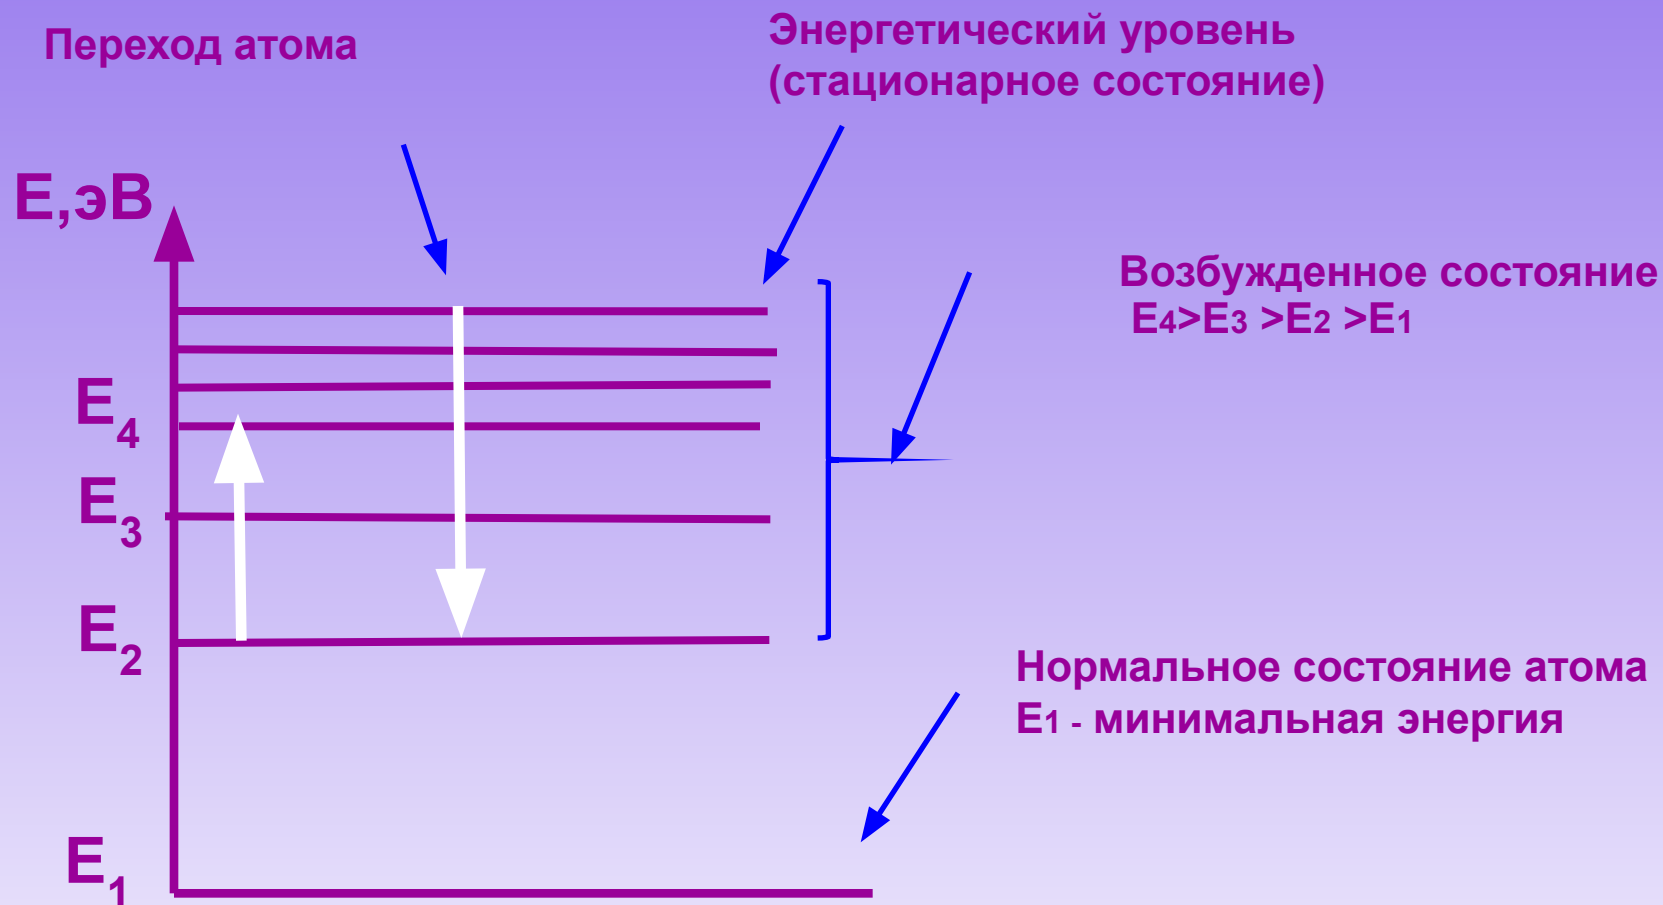 Переход атома
Энергетический уровень
(стационарное состояние)
Е,эВ
Возбужденное состояние
Е4>Е3 >Е2 >Е1
Е4
Е3
Е2
Нормальное состояние атома
Е1 - минимальная энергия
Е1